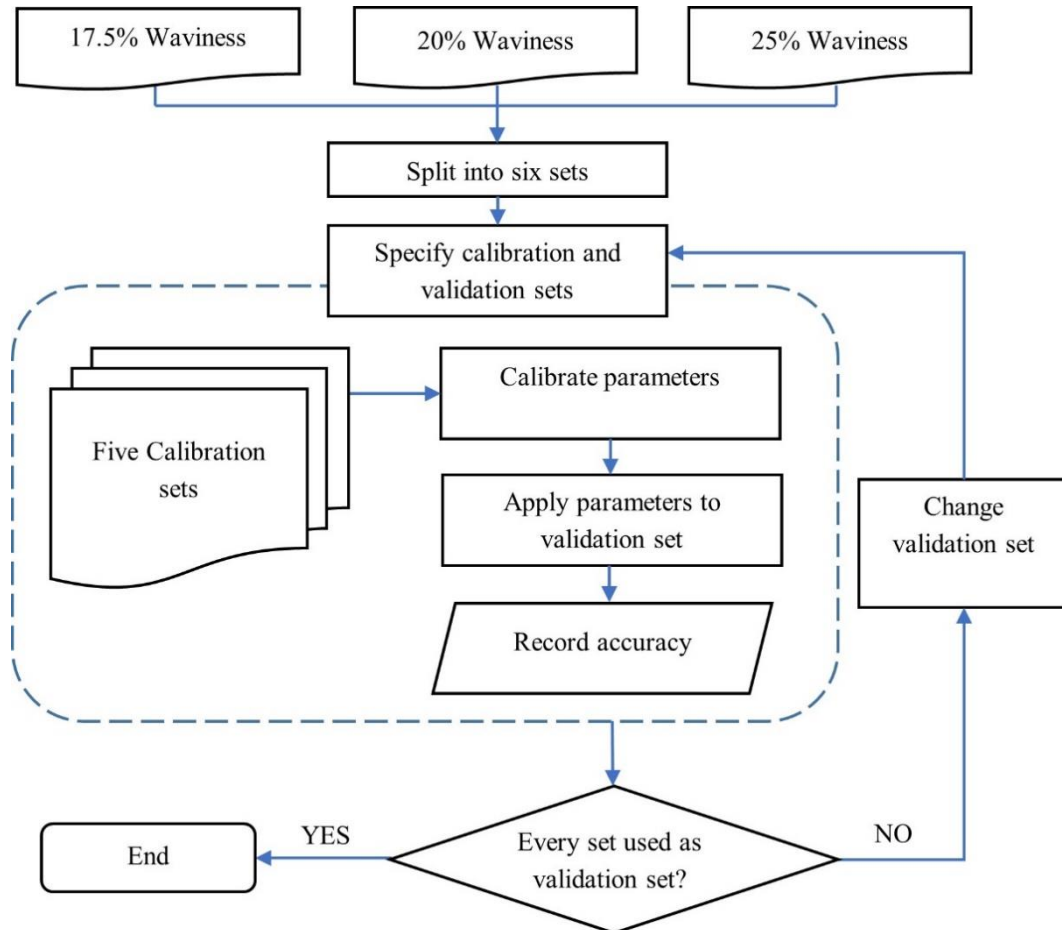 17.5% Waviness
20% Waviness
25% Waviness
Split into six sets
Specify calibration and
validation sets
Calibrate parameters
Five Calibration
sets
Apply parameters to
validation set
Change
validation set
Record accuracy
YES
NO
End
Every set used as
validation set?